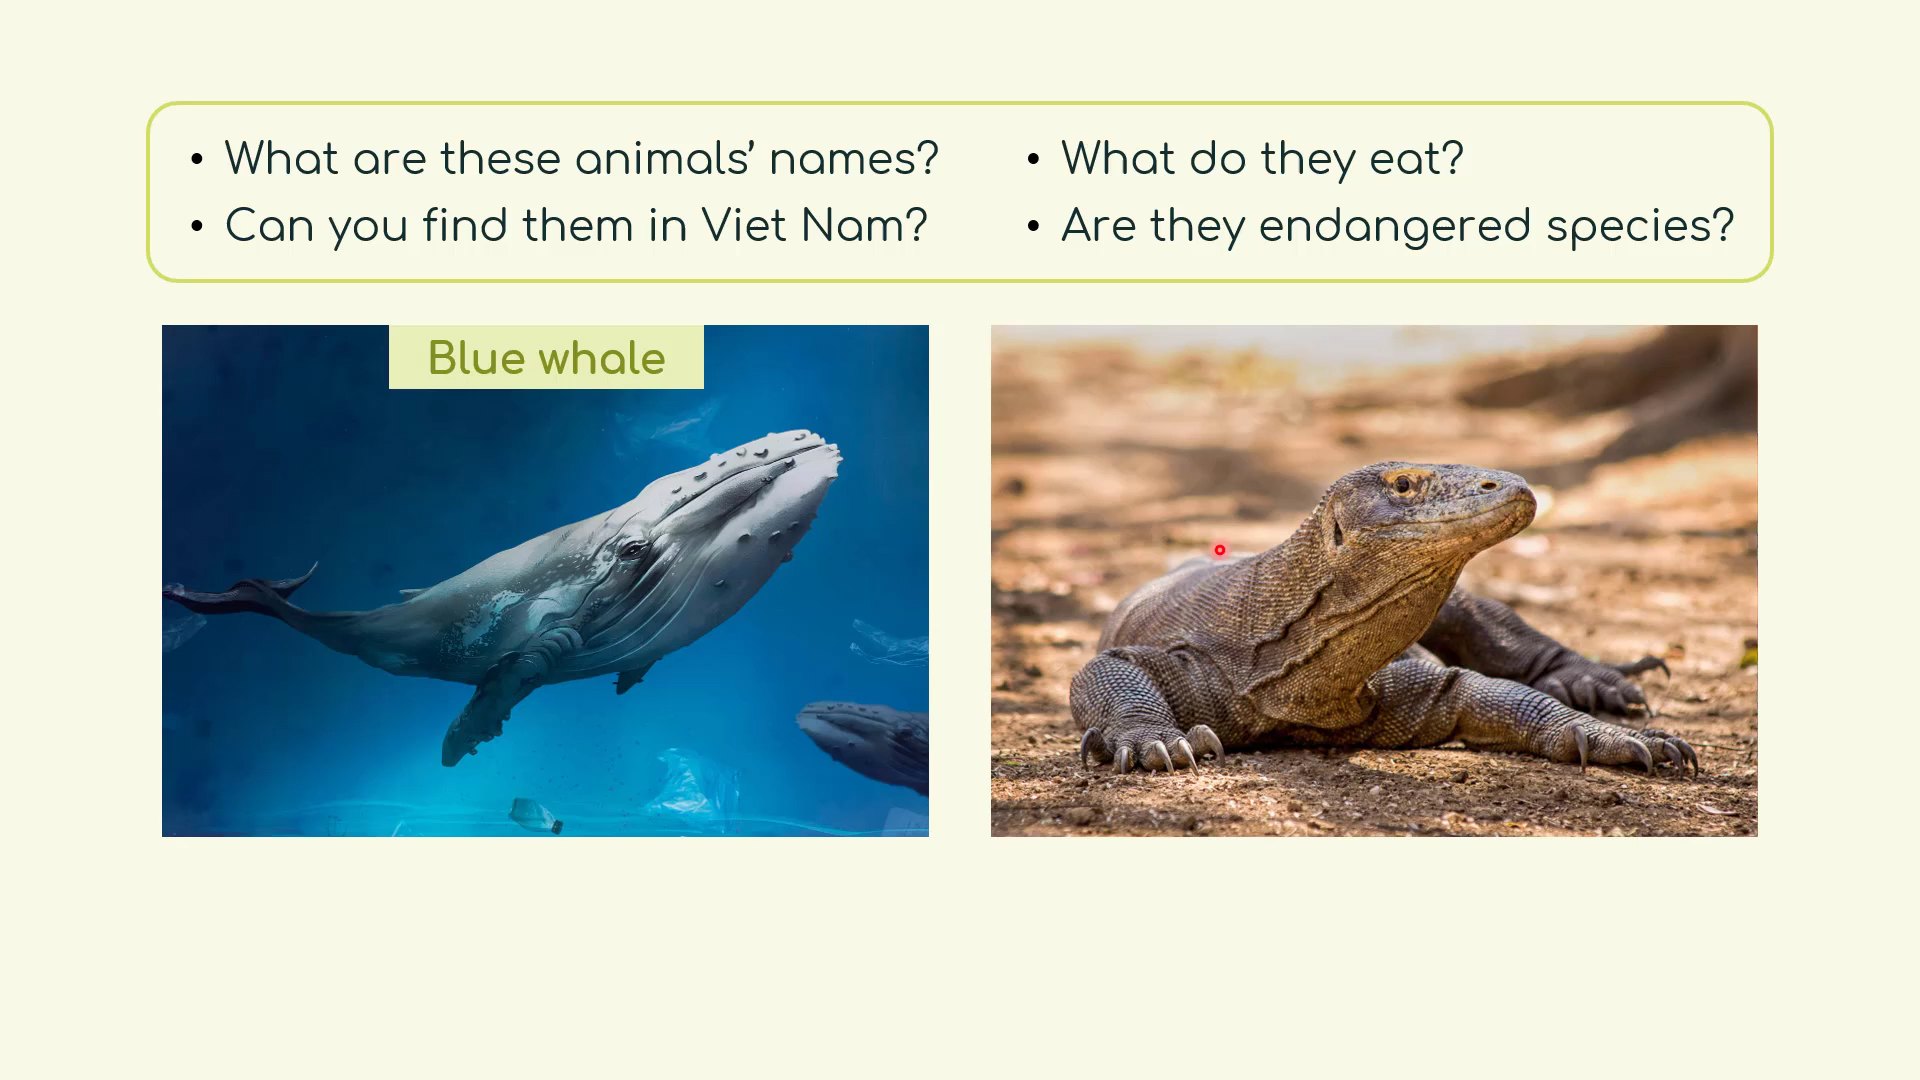 • What are these animals’ names?
• Can you find them in Viet Nam?
• What do they eat?
• Are they endangered species?
Blue whale